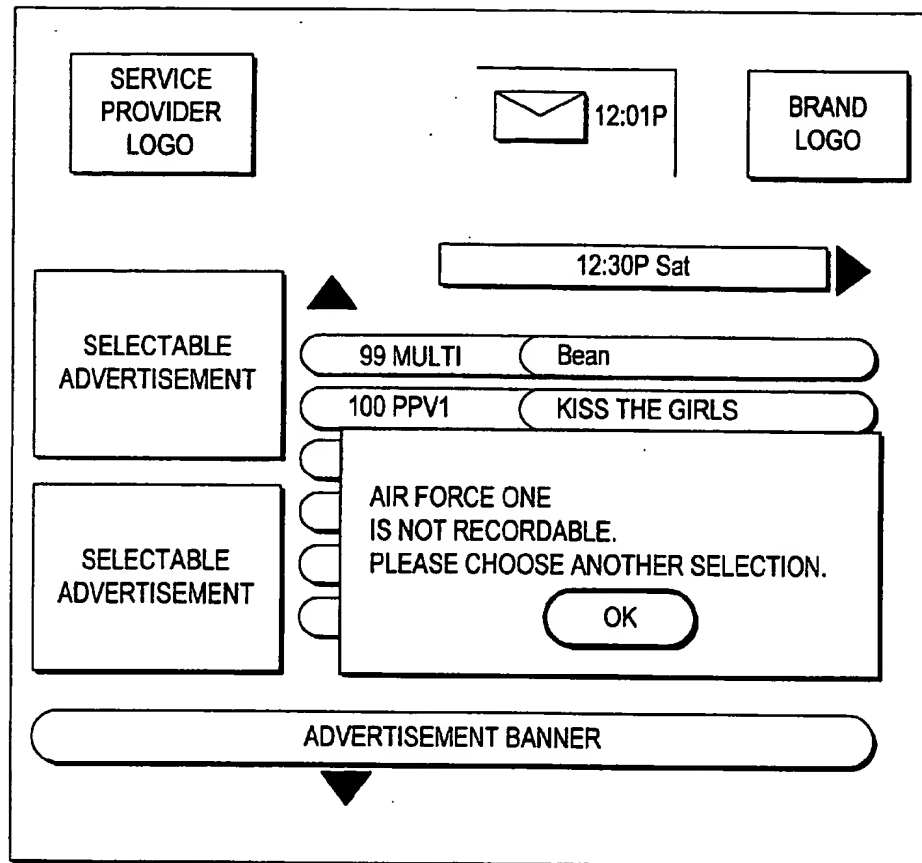 SERVICE
PROVIDER
LOGO
12:01P
BRAND
LOGO
12:30P Sat
SELECTABLE
ADVERTISEMENT
99 MULTI Bean
100 PPV1 KISS THE GIRLS
AIR FORCE ONE
IS NOT RECORDABLE.
PLEASE CHOOSE ANOTHER SELECTION.
OK
SELECTABLE
ADVERTISEMENT
ADVERTISEMENT BANNER